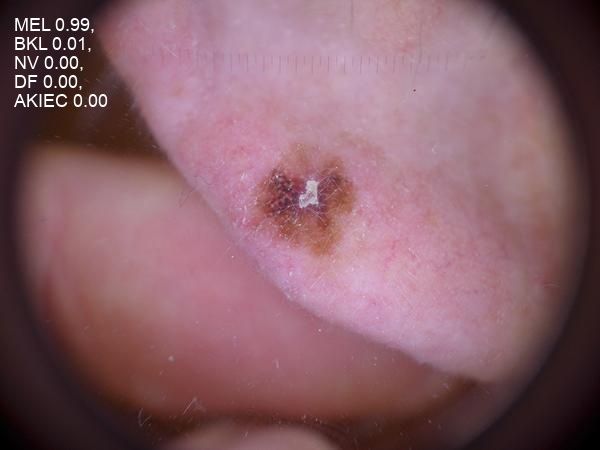 MEL 0.99,
BKL 0.01,
NV 0.00,
DF 0.00,
AKIEC 0.00